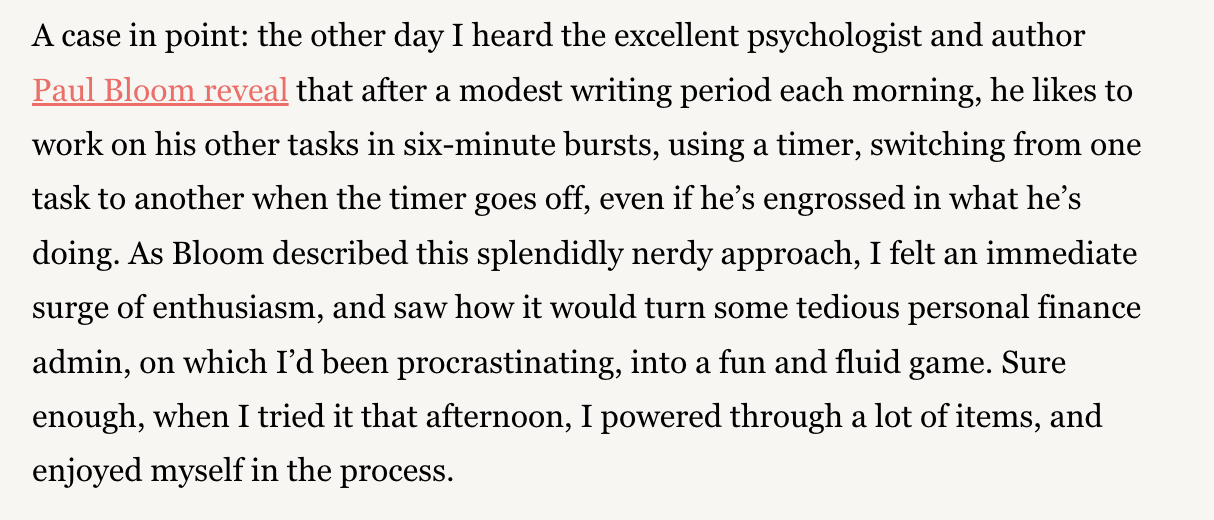 A case in point: the other day I heard the excellent psychologist and author
Paul Bloom reveal that after a modest writing period each morning, he likes to
work on his other tasks in six-minute bursts, using a timer, switching from one
task to another when the timer goes off, even if he’s engrossed in what he’s
doing. As Bloom described this splendidly nerdy approach, I felt an immediate
surge of enthusiasm, and saw how it would turn some tedious personal finance
admin, on which I’d been procrastinating, into a fun and fluid game. Sure
enough, when I tried it that afternoon, I powered through a lot of items, and
enjoyed myself in the process.